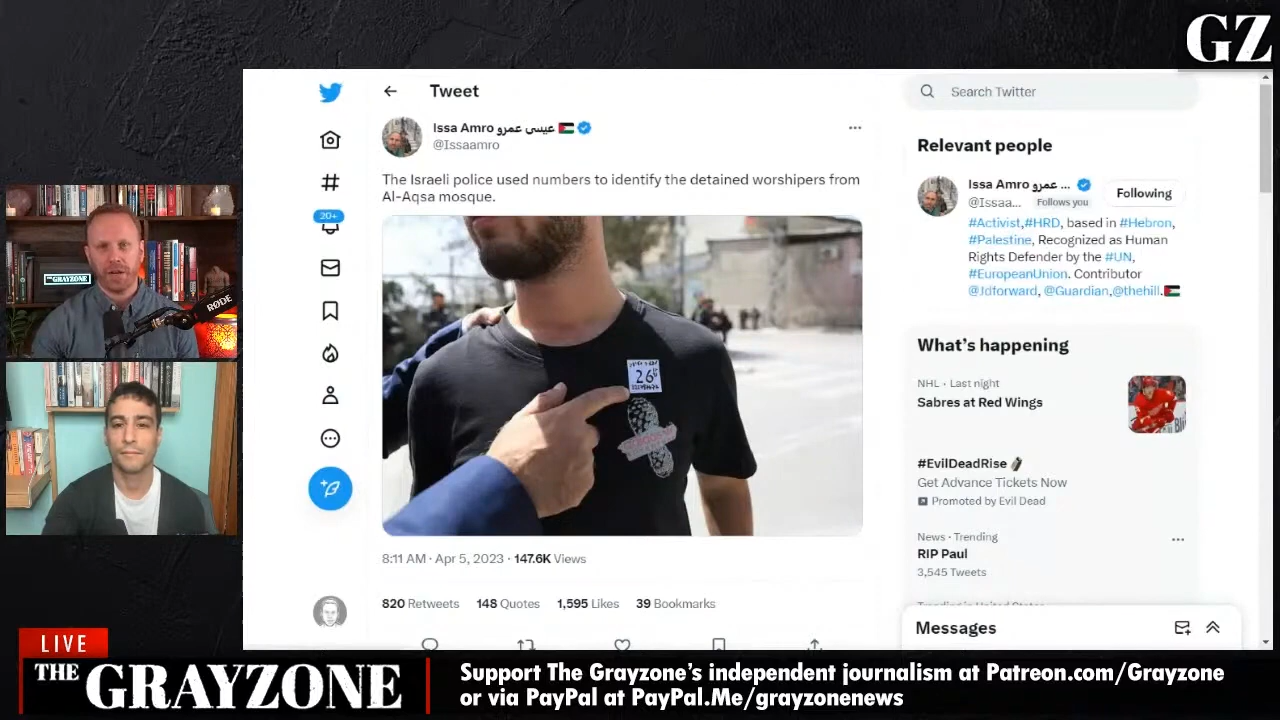 GZ
Tweet
Search Twitter
Issa Amro عيسى عمرو
@Issaamro
The Israeli police used numbers to identify the detained worshipers from
Al-Aqsa mosque.
26
8:11 AM · Apr 5, 2023 · 147.6K Views
820 Retweets 148 Quotes 1,595 Likes 39 Bookmarks
20+
Relevant people
Issa Amro عيسى عمرو ...
@Issaa... Follows you
Following
#Activist,#HRD, based in #Hebron,
#Palestine, Recognized as Human
Rights Defender by the #UN,
#EuropeanUnion. Contributor
@Jdforward, @Guardian,@thehill.
What's happening
NHL · Last night
Sabres at Red Wings
#EvilDeadRise
Get Advance Tickets Now
Promoted by Evil Dead
News · Trending
RIP Paul
3,545 Tweets
Messages
THE GRAYZONE
RØDE
LIVE
THE GRAYZONE
Support The Grayzone's independent journalism at Patreon.com/Grayzone
or via PayPal at PayPal.Me/grayzonenews